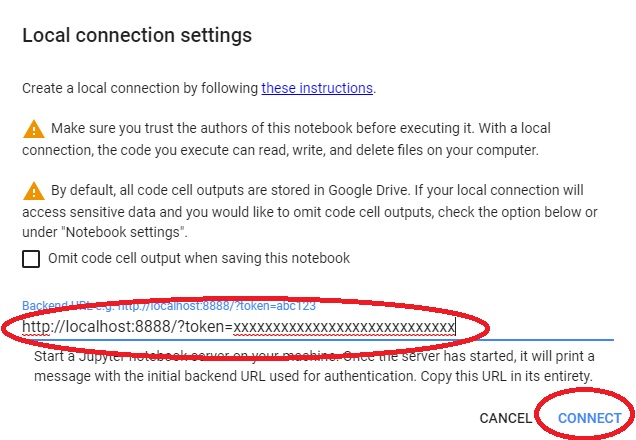 Local connection settings
Create a local connection by following these instructions.
Make sure you trust the authors of this notebook before executing it. With a local
connection, the code you execute can read, write, and delete files on your computer.
By default, all code cell outputs are stored in Google Drive. If your local connection will
access sensitive data and you would like to omit code cell outputs, check the option below or
under "Notebook settings".
Omit code cell output when saving this notebook
Backend URL e.g. http://localhost:8888/?token=abc123
http://localhost:8888/?token=xxxxxxxxxxxxxxxxxxxxxxxxxxxx
Start a Jupyter notebook server on your machine. Once the server has started, it will print a
message with the initial backend URL used for authentication. Copy this URL in its entirety.
CANCEL CONNECT